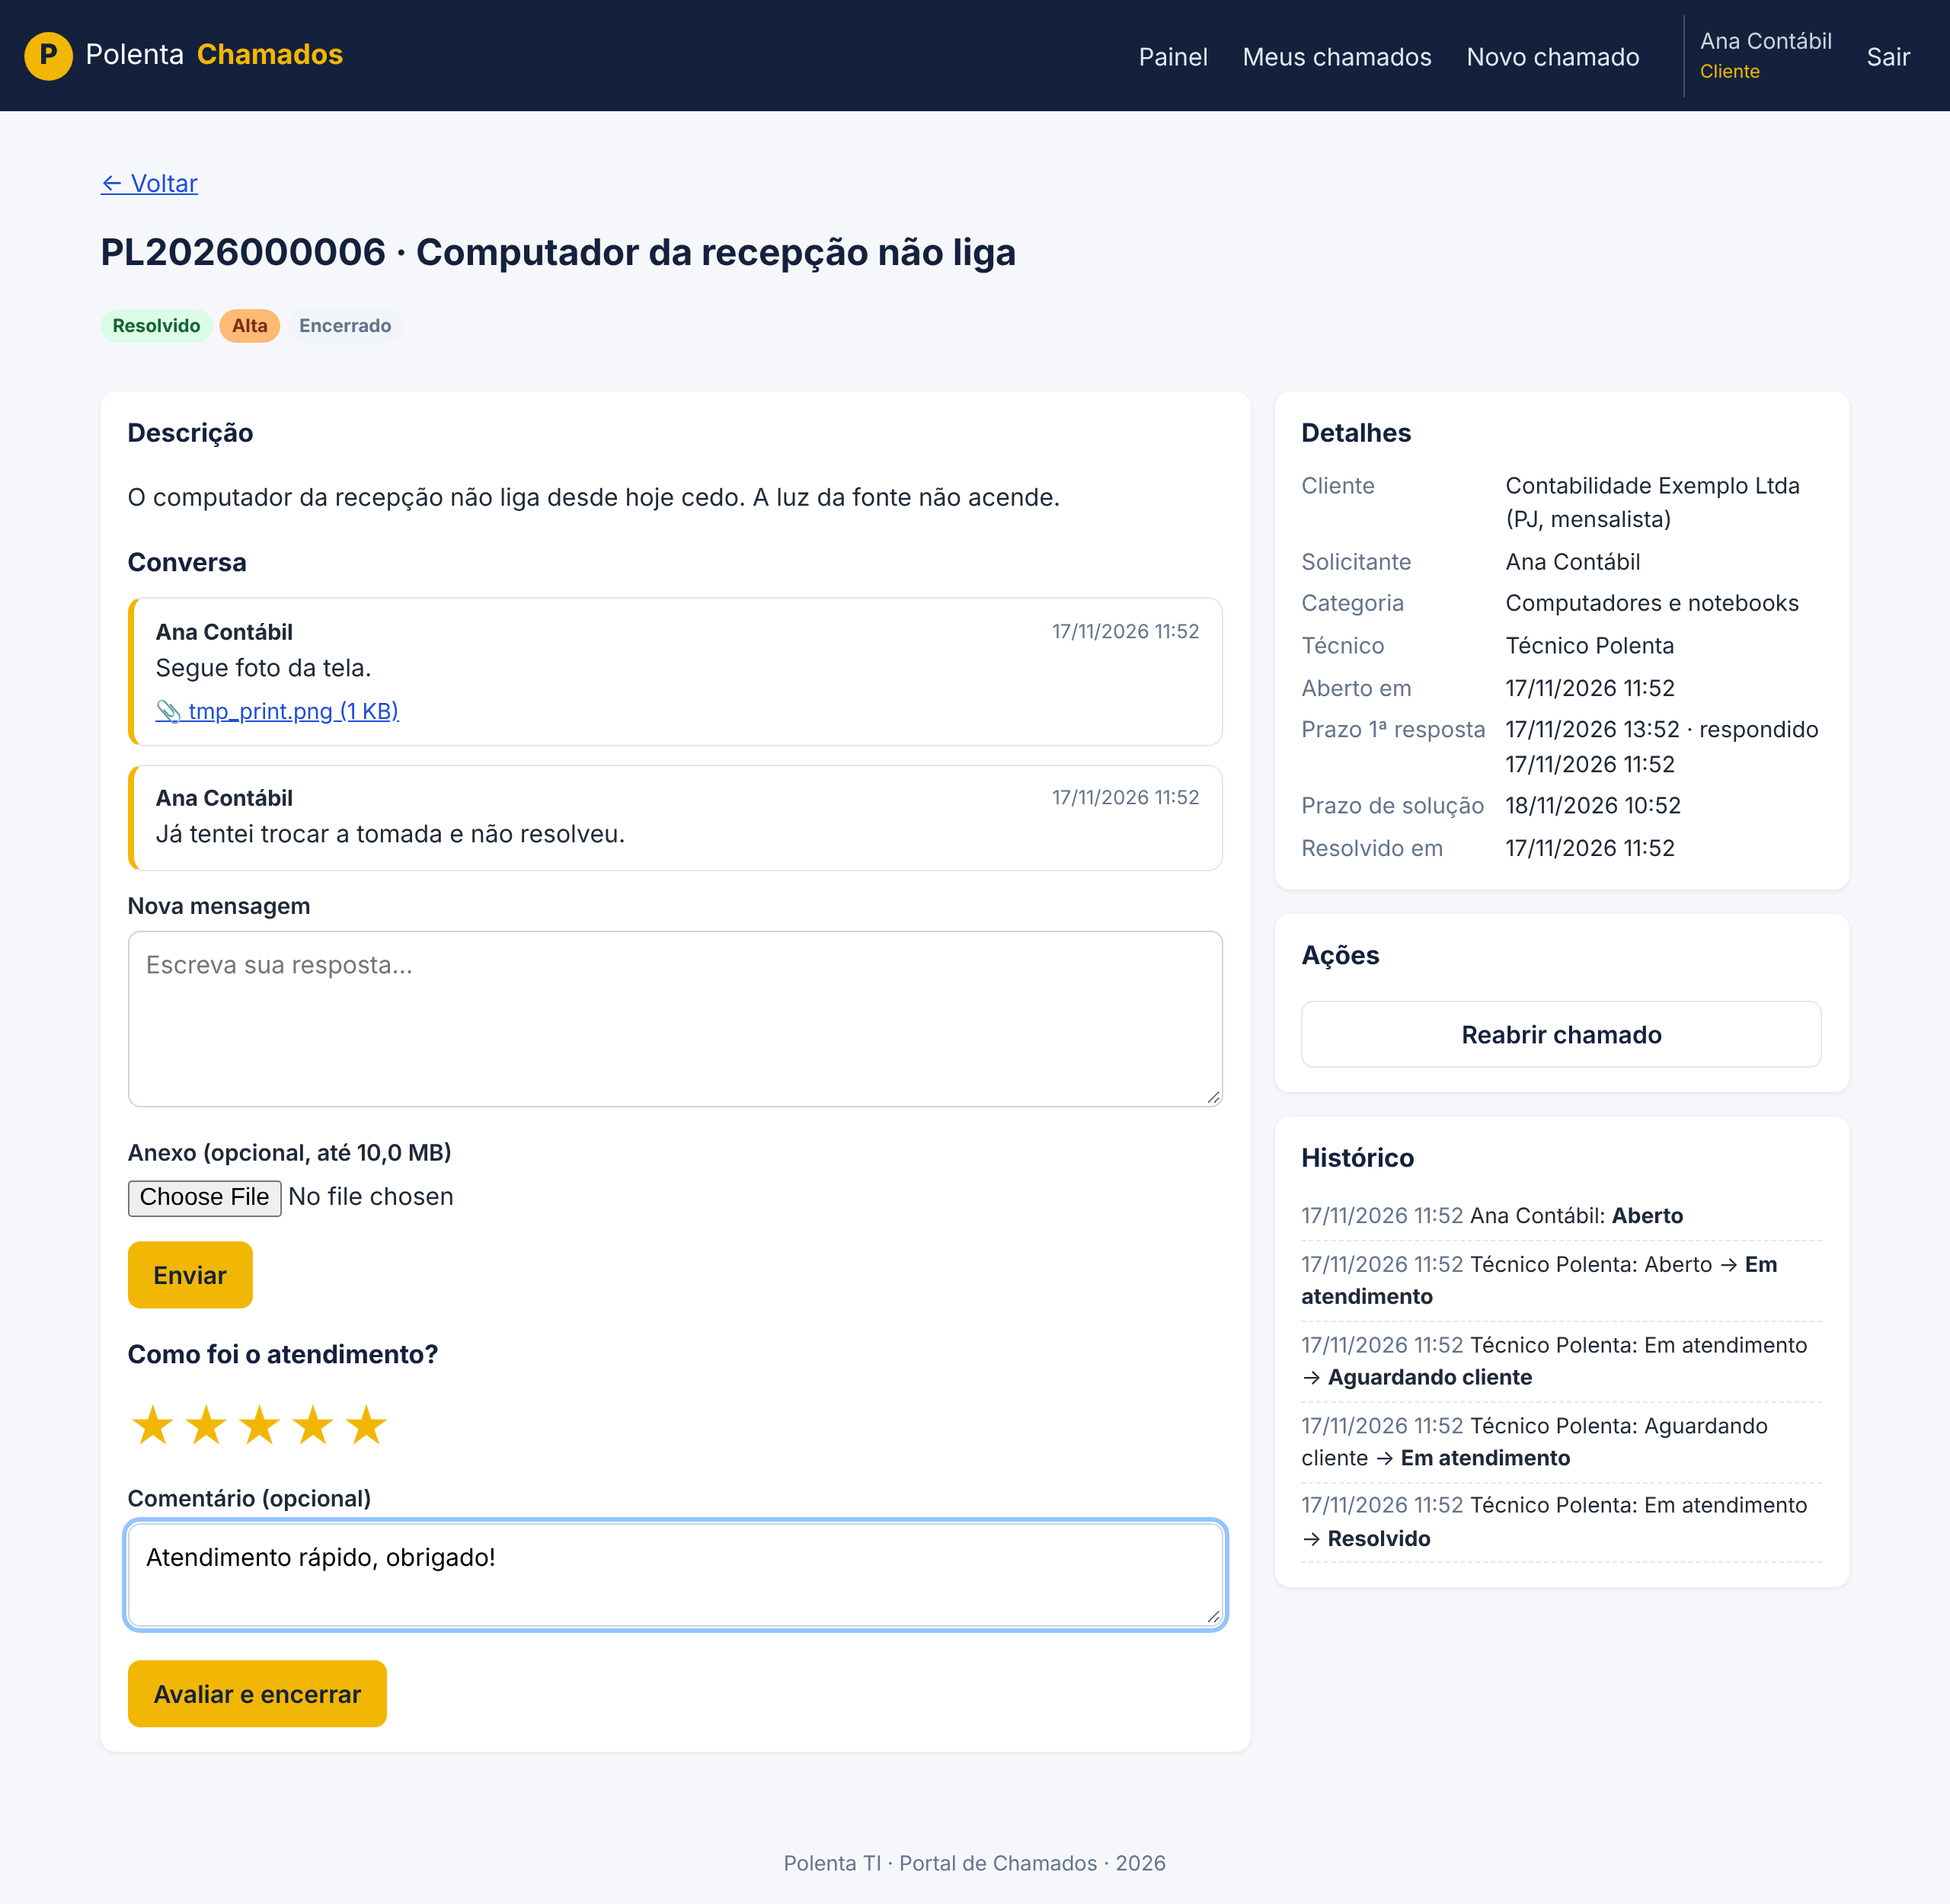 P Polenta Chamados
Painel Meus chamados Novo chamado Ana Contábil Sair
Cliente
← Voltar
PL2026000006 · Computador da recepção não liga
Resolvido Alta Encerrado
Descrição
O computador da recepção não liga desde hoje cedo. A luz da fonte não acende.
Conversa
Ana Contábil 17/11/2026 11:52
Segue foto da tela.
📎 tmp_print.png (1 KB)
Ana Contábil 17/11/2026 11:52
Já tentei trocar a tomada e não resolveu.
Nova mensagem
Escreva sua resposta...
Anexo (opcional, até 10,0 MB)
Choose File No file chosen
Enviar
Como foi o atendimento?
★★★★★
Comentário (opcional)
Atendimento rápido, obrigado!
Avaliar e encerrar
Detalhes
Cliente Contabilidade Exemplo Ltda
(PJ, mensalista)
Solicitante Ana Contábil
Categoria Computadores e notebooks
Técnico Técnico Polenta
Aberto em 17/11/2026 11:52
Prazo 1ª resposta 17/11/2026 13:52 · respondido
17/11/2026 11:52
Prazo de solução 18/11/2026 10:52
Resolvido em 17/11/2026 11:52
Ações
Reabrir chamado
Histórico
17/11/2026 11:52 Ana Contábil: Aberto
17/11/2026 11:52 Técnico Polenta: Aberto → Em
atendimento
17/11/2026 11:52 Técnico Polenta: Em atendimento
→ Aguardando cliente
17/11/2026 11:52 Técnico Polenta: Aguardando
cliente → Em atendimento
17/11/2026 11:52 Técnico Polenta: Em atendimento
→ Resolvido
Polenta TI · Portal de Chamados · 2026